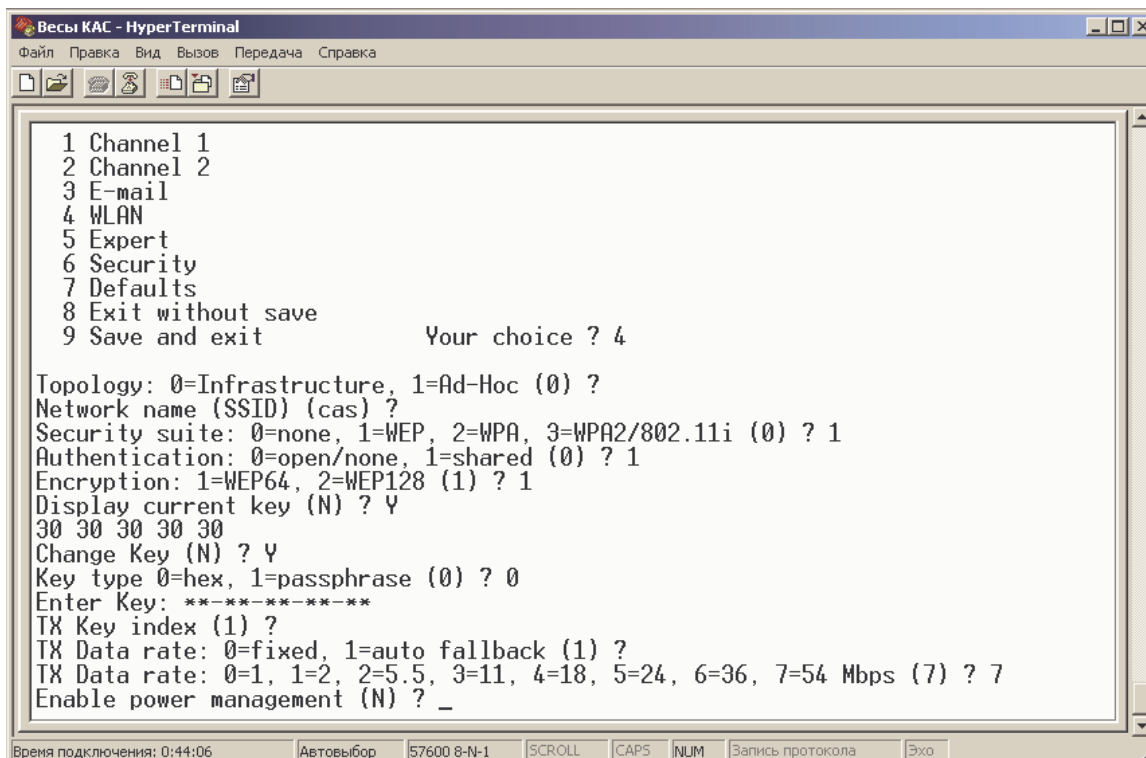 Весы КАС - HyperTerminal
Файл Правка Вид Вызов Передача Справка
1 Channel 1
2 Channel 2
3 E-mail
4 WLAN
5 Expert
6 Security
7 Defaults
8 Exit without save
9 Save and exit Your choice ? 4
Topology: 0=Infrastructure, 1=Ad-Hoc (0) ?
Network name (SSID) (cas) ?
Security suite: 0=none, 1=WEP, 2=WPA, 3=WPA2/802.11i (0) ? 1
Authentication: 0=open/none, 1=shared (0) ? 1
Encryption: 1=WEP64, 2=WEP128 (1) ? 1
Display current key (N) ? Y
30 30 30 30 30
Change Key (N) ? Y
Key type 0=hex, 1=passphrase (0) ? 0
Enter Key: **-**-**-**-**
TX Key index (1) ?
TX Data rate: 0=fixed, 1=auto fallback (1) ?
TX Data rate: 0=1, 1=2, 2=5.5, 3=11, 4=18, 5=24, 6=36, 7=54 Mbps (7) ? 7
Enable power management (N) ? _
Время подключения: 0:44:06 Автовыбор 57600 8-N-1 SCROLL CAPS NUM Запись протокола Эхо